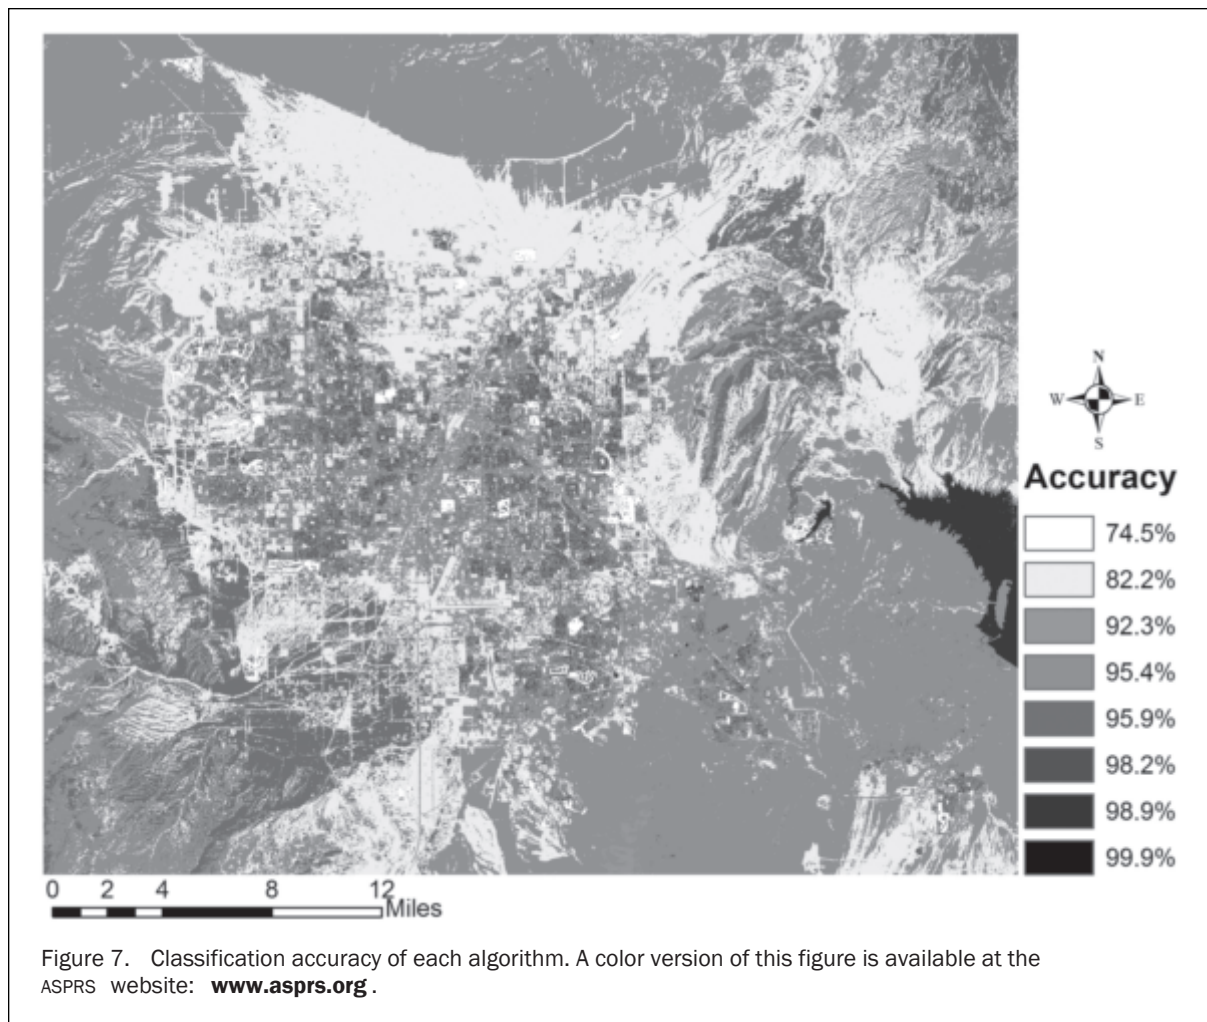 N
W E
S
Accuracy
74.5%
82.2%
92.3%
95.4%
95.9%
98.2%
98.9%
99.9%
0 2 4 8 12
Miles
Figure 7. Classification accuracy of each algorithm. A color version of this figure is available at the
ASPRS website: www.asprs.org.